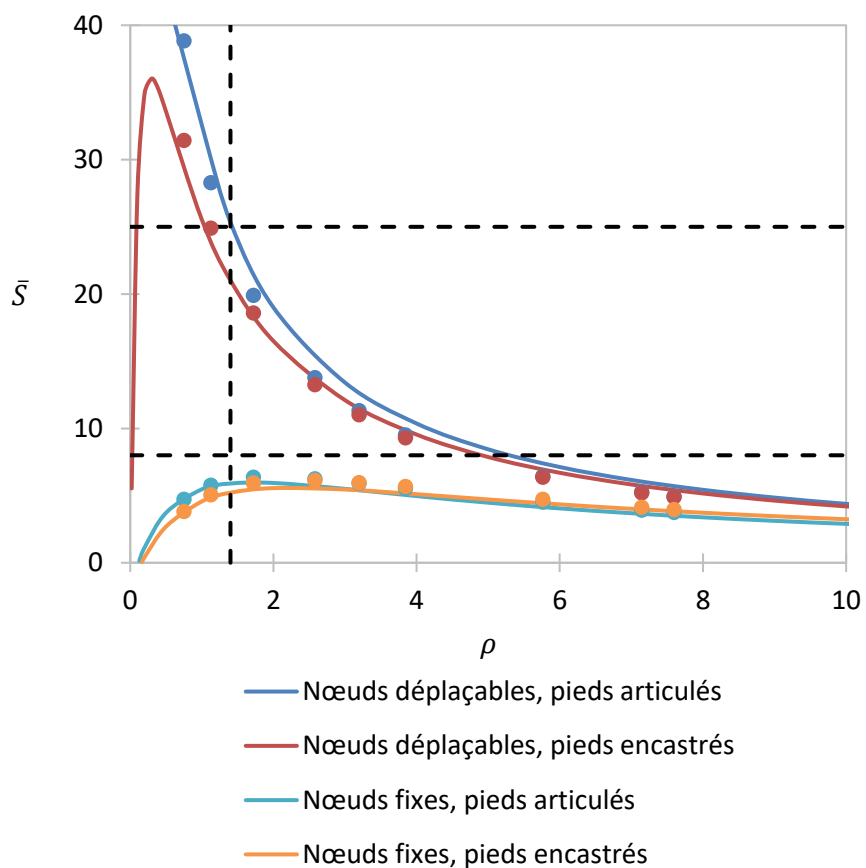 40
30
20
10
0
S̄
0 2 4 6 8 10
ρ
Nœuds déplaçables, pieds articulés
Nœuds déplaçables, pieds encastrés
Nœuds fixes, pieds articulés
Nœuds fixes, pieds encastrés